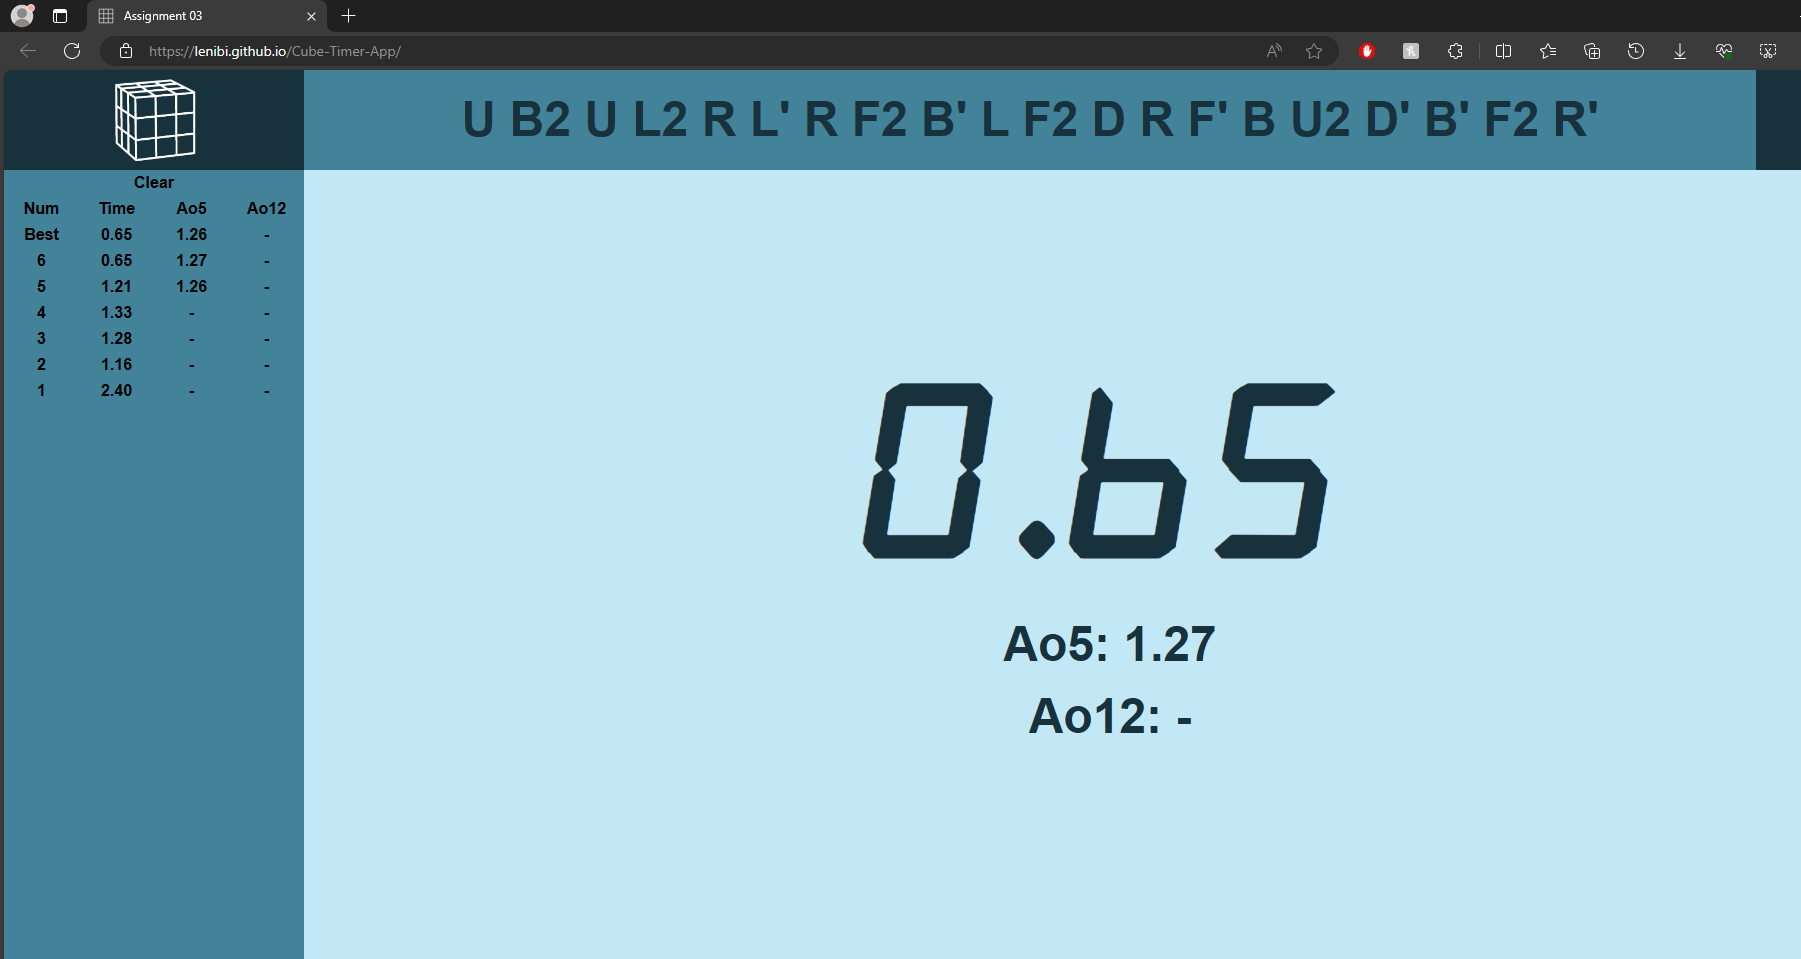 Assignment 03
https://lenibi.github.io/Cube-Timer-App/
U B2 U L2 R L' R F2 B' L F2 D R F' B U2 D' B' F2 R'
Clear
Num Time Ao5 Ao12
Best 0.65 1.26 -
6 0.65 1.27 -
5 1.21 1.26 -
4 1.33 - -
3 1.28 - -
2 1.16 - -
1 2.40 - -
0.65
Ao5: 1.27
Ao12: -